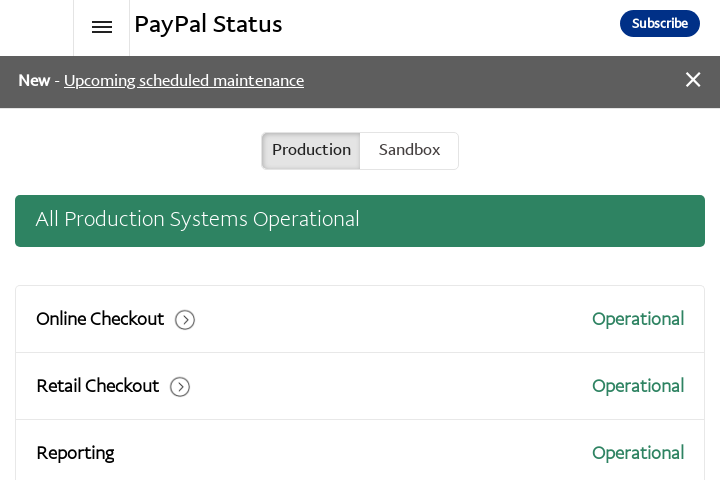 PayPal Status
Subscribe
New - Upcoming scheduled maintenance
Production
Sandbox
All Production Systems Operational
Online Checkout
Operational
Retail Checkout
Operational
Reporting
Operational